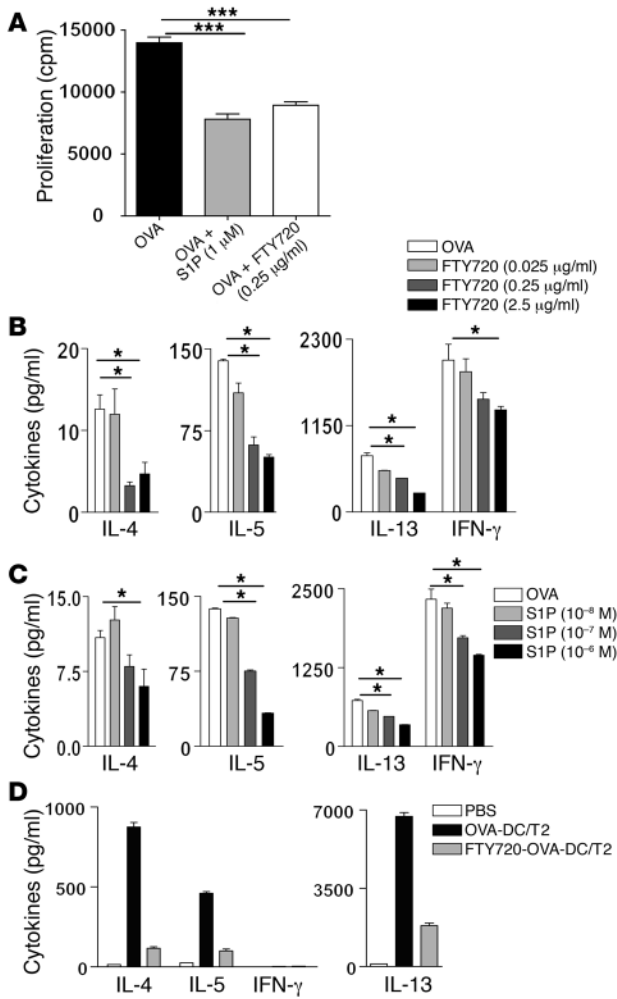 A
***
***
Proliferation (cpm)
15000
10000
5000
0
OVA
OVA +
S1P (1 μM)
OVA + FTY720
(0.25 μg/ml)
OVA
FTY720 (0.025 μg/ml)
FTY720 (0.25 μg/ml)
FTY720 (2.5 μg/ml)
B
Cytokines (pg/ml)
20
10
0
*
*
IL-4
150
75
0
*
*
IL-5
2300
1150
0
*
*
*
IL-13
IFN-γ
C
Cytokines (pg/ml)
15.0
7.5
0.0
*
IL-4
150
75
0
*
*
IL-5
2500
1250
0
*
*
*
*
IL-13
IFN-γ
OVA
S1P (10⁻⁸ M)
S1P (10⁻⁷ M)
S1P (10⁻⁶ M)
D
Cytokines (pg/ml)
1000
500
0
IL-4
IL-5
IFN-γ
7000
3500
0
IL-13
PBS
OVA-DC/T2
FTY720-OVA-DC/T2